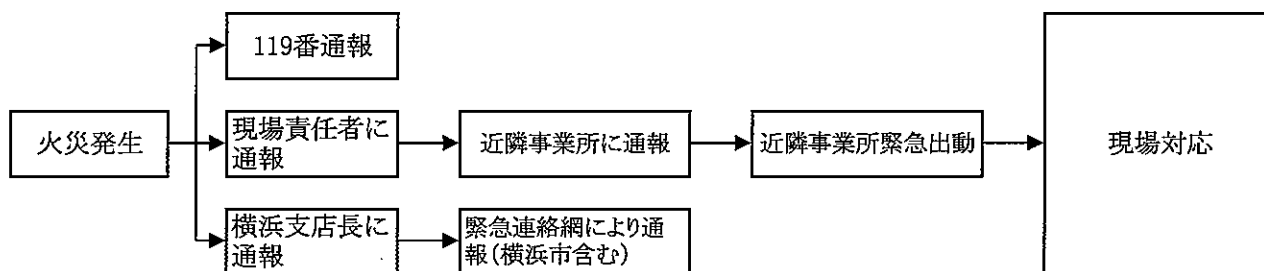 119番通報
火災発生
現場責任者に
通報
近隣事業所に通報
近隣事業所緊急出動
現場対応
横浜支店長に
通報
緊急連絡網により通
報(横浜市含む)